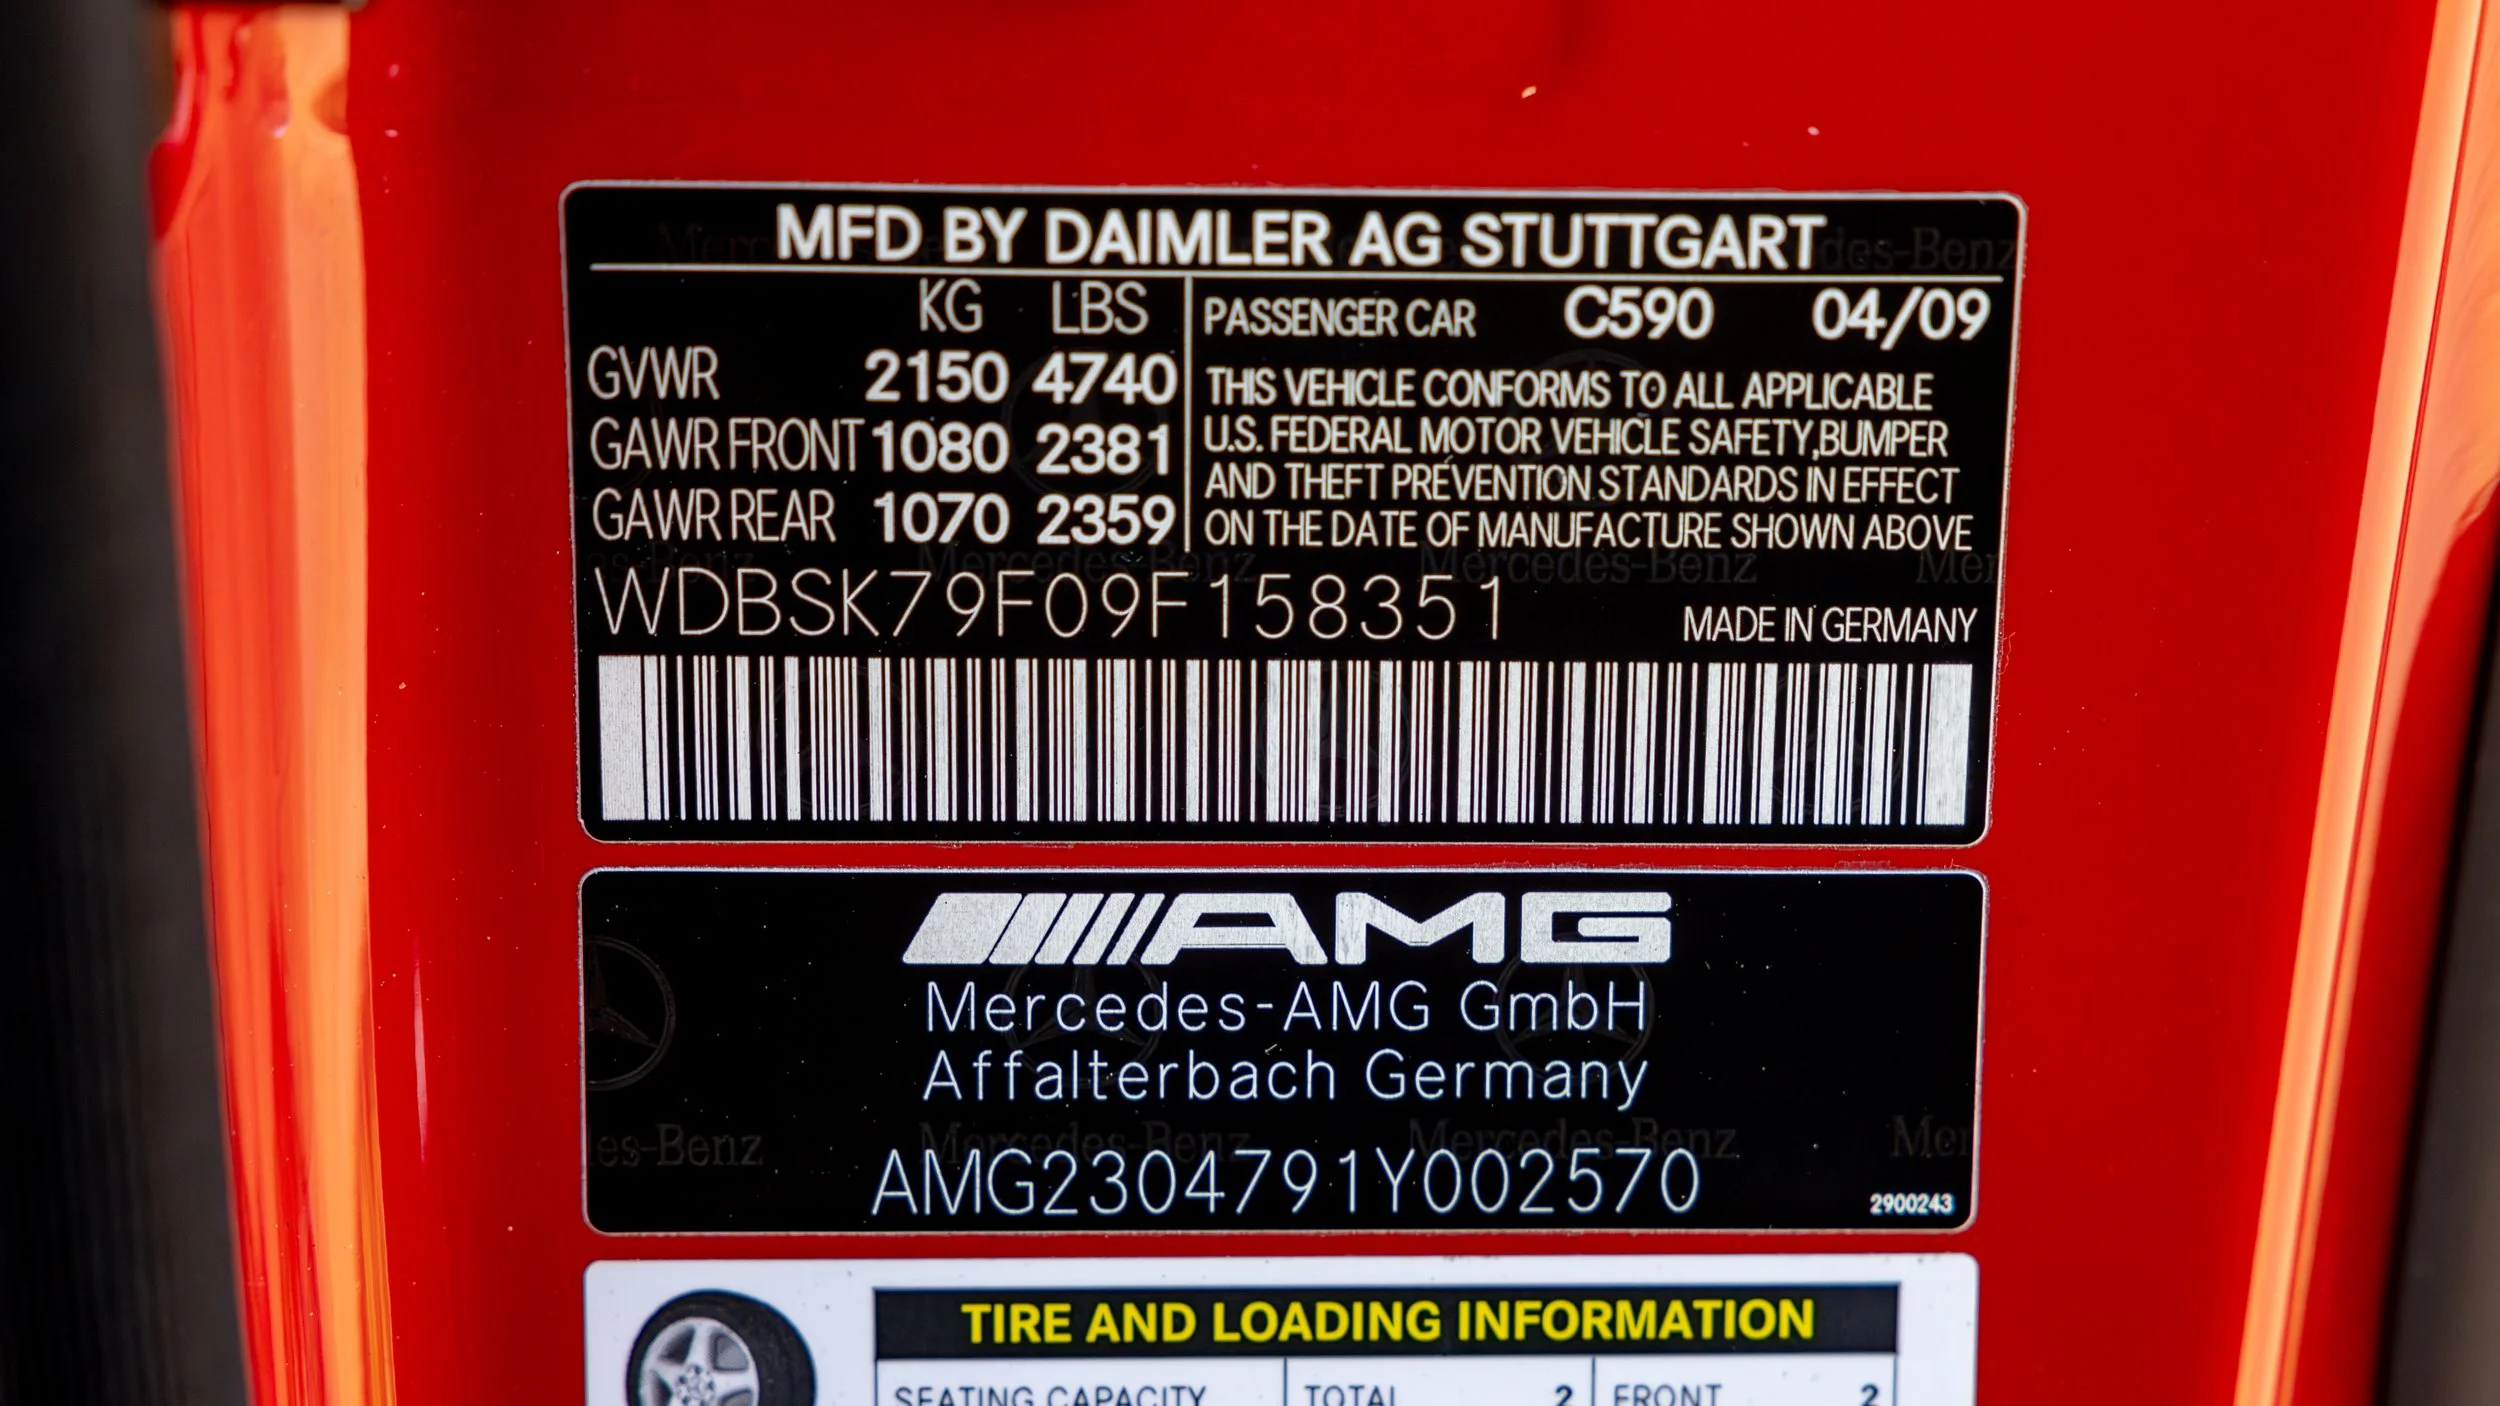 MFD BY DAIMLER AG STUTTGART
KG LBS
GVWR 2150 4740
GAWR FRONT 1080 2381
GAWR REAR 1070 2359
PASSENGER CAR C590 04/09
THIS VEHICLE CONFORMS TO ALL APPLICABLE
U.S. FEDERAL MOTOR VEHICLE SAFETY,BUMPER
AND THEFT PREVENTION STANDARDS IN EFFECT
ON THE DATE OF MANUFACTURE SHOWN ABOVE
WDBSK79F09F158351
MADE IN GERMANY
AMG
Mercedes-AMG GmbH
Affalterbach Germany
AMG2304791Y002570
2900243
TIRE AND LOADING INFORMATION
SEATING CAPACITY TOTAL 2 FRONT 2